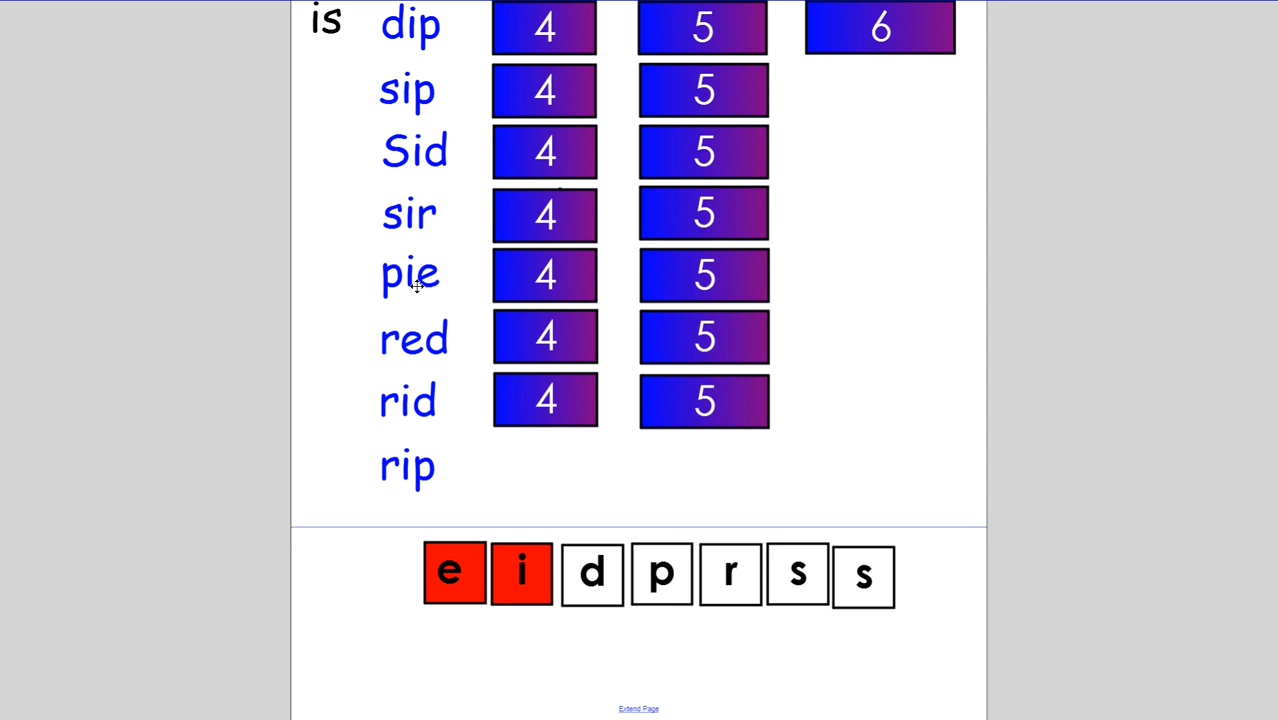 is dip 4 5 6
sip 4 5
Sid 4 5
sir 4 5
pie 4 5
red 4 5
rid 4 5
rip
e i d p r s s
Extend Page